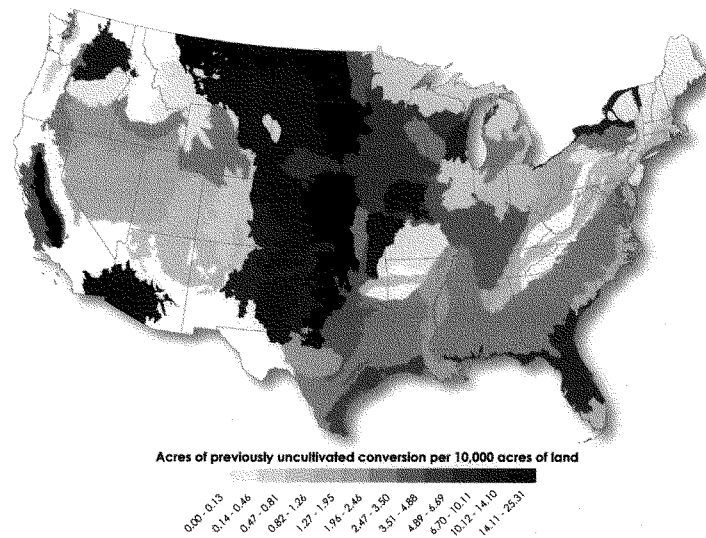 Acres of previously uncultivated conversion per 10,000 acres of land
0.00 - 0.13
0.14 - 0.46
0.47 - 0.81
0.82 - 1.26
1.27 - 1.95
1.96 - 2.46
2.47 - 3.50
3.51 - 4.88
4.89 - 6.69
6.70 - 10.11
10.12 - 14.10
14.11 - 25.31